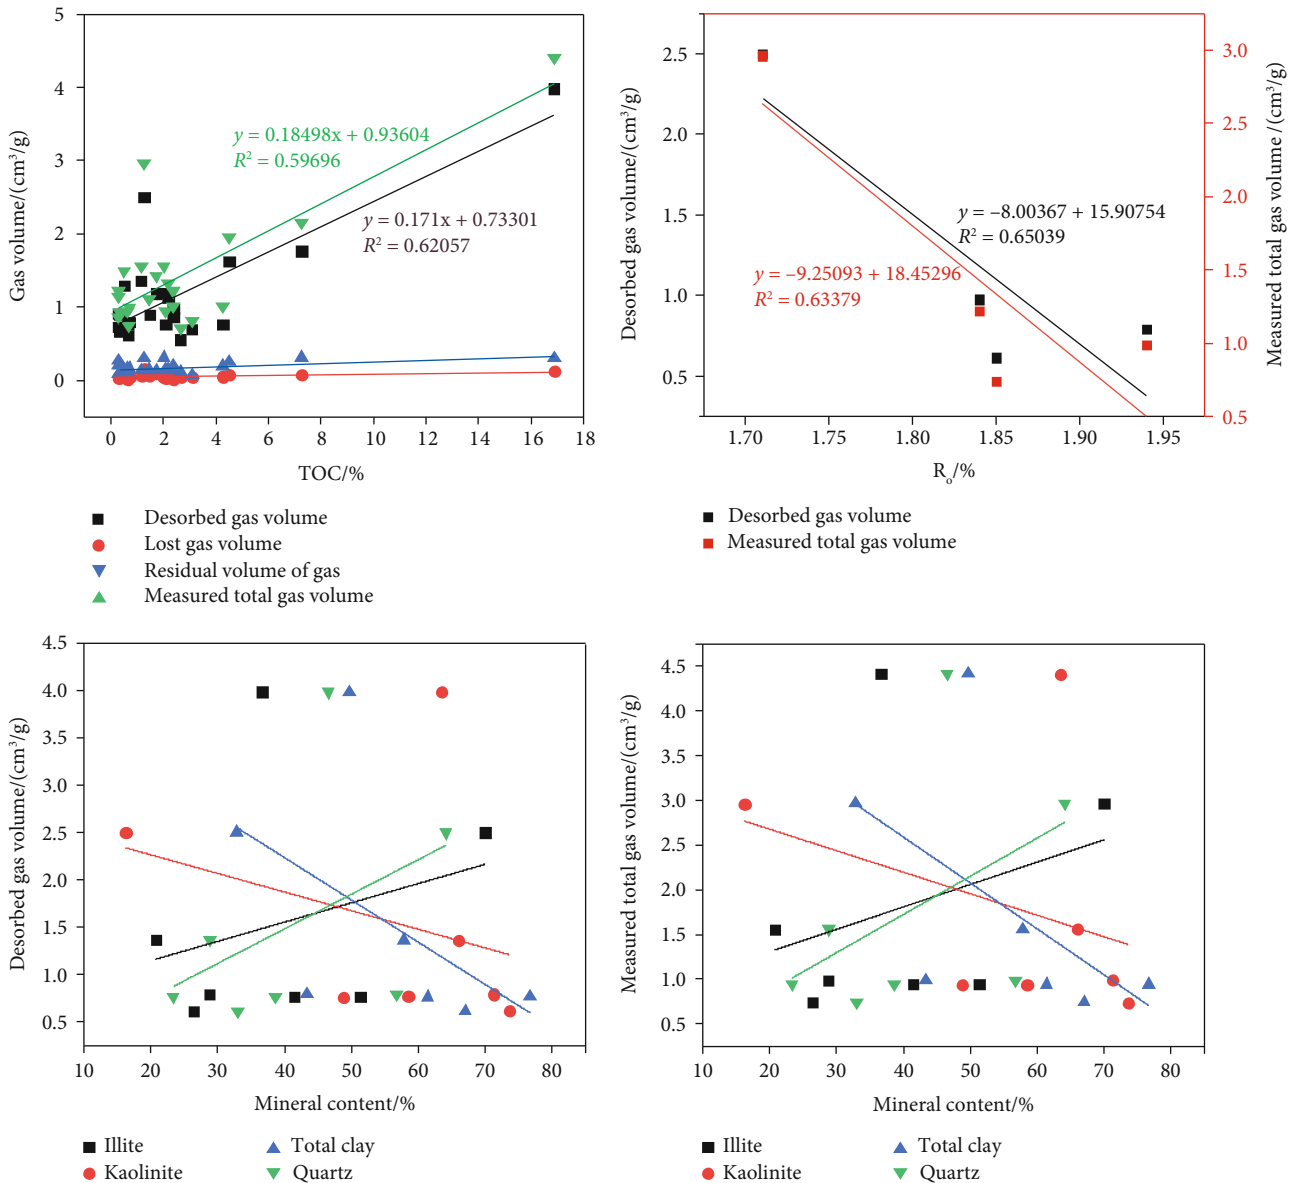 5
4
3
2
1
0
Gas volume/(cm³/g)
y = 0.18498x + 0.93604
R² = 0.59696
y = 0.171x + 0.73301
R² = 0.62057
0 2 4 6 8 10 12 14 16 18
TOC/%
Desorbed gas volume
Lost gas volume
Residual volume of gas
Measured total gas volume
2.5
2.0
1.5
1.0
0.5
Desorbed gas volume/(cm³/g)
3.0
2.5
2.0
1.5
1.0
0.5
Measured total gas volume /(cm³/g)
y = –8.00367 + 15.90754
R² = 0.65039
y = –9.25093 + 18.45296
R² = 0.63379
1.70 1.75 1.80 1.85 1.90 1.95
Rₒ/%
Desorbed gas volume
Measured total gas volume
4.5
4.0
3.5
3.0
2.5
2.0
1.5
1.0
0.5
Desorbed gas volume/(cm³/g)
10 20 30 40 50 60 70 80
Mineral content/%
Illite
Total clay
Kaolinite
Quartz
4.5
4.0
3.5
3.0
2.5
2.0
1.5
1.0
0.5
Measured total gas volume/(cm³/g)
10 20 30 40 50 60 70 80
Mineral content/%
Illite
Total clay
Kaolinite
Quartz